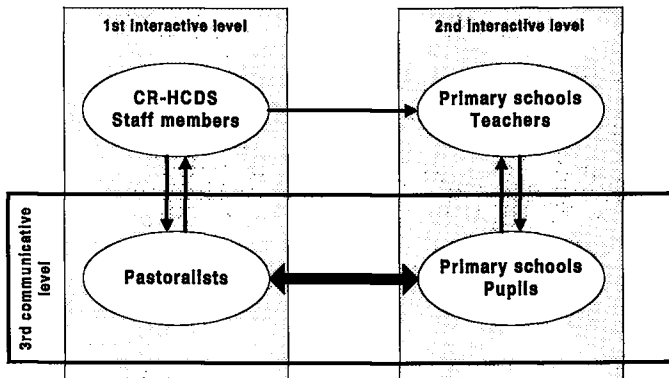 1st interactive level
2nd interactive level
CR-HCDS
Staff members
Primary schools
Teachers
3rd communicative
level
Pastoralists
Primary schools
Pupils